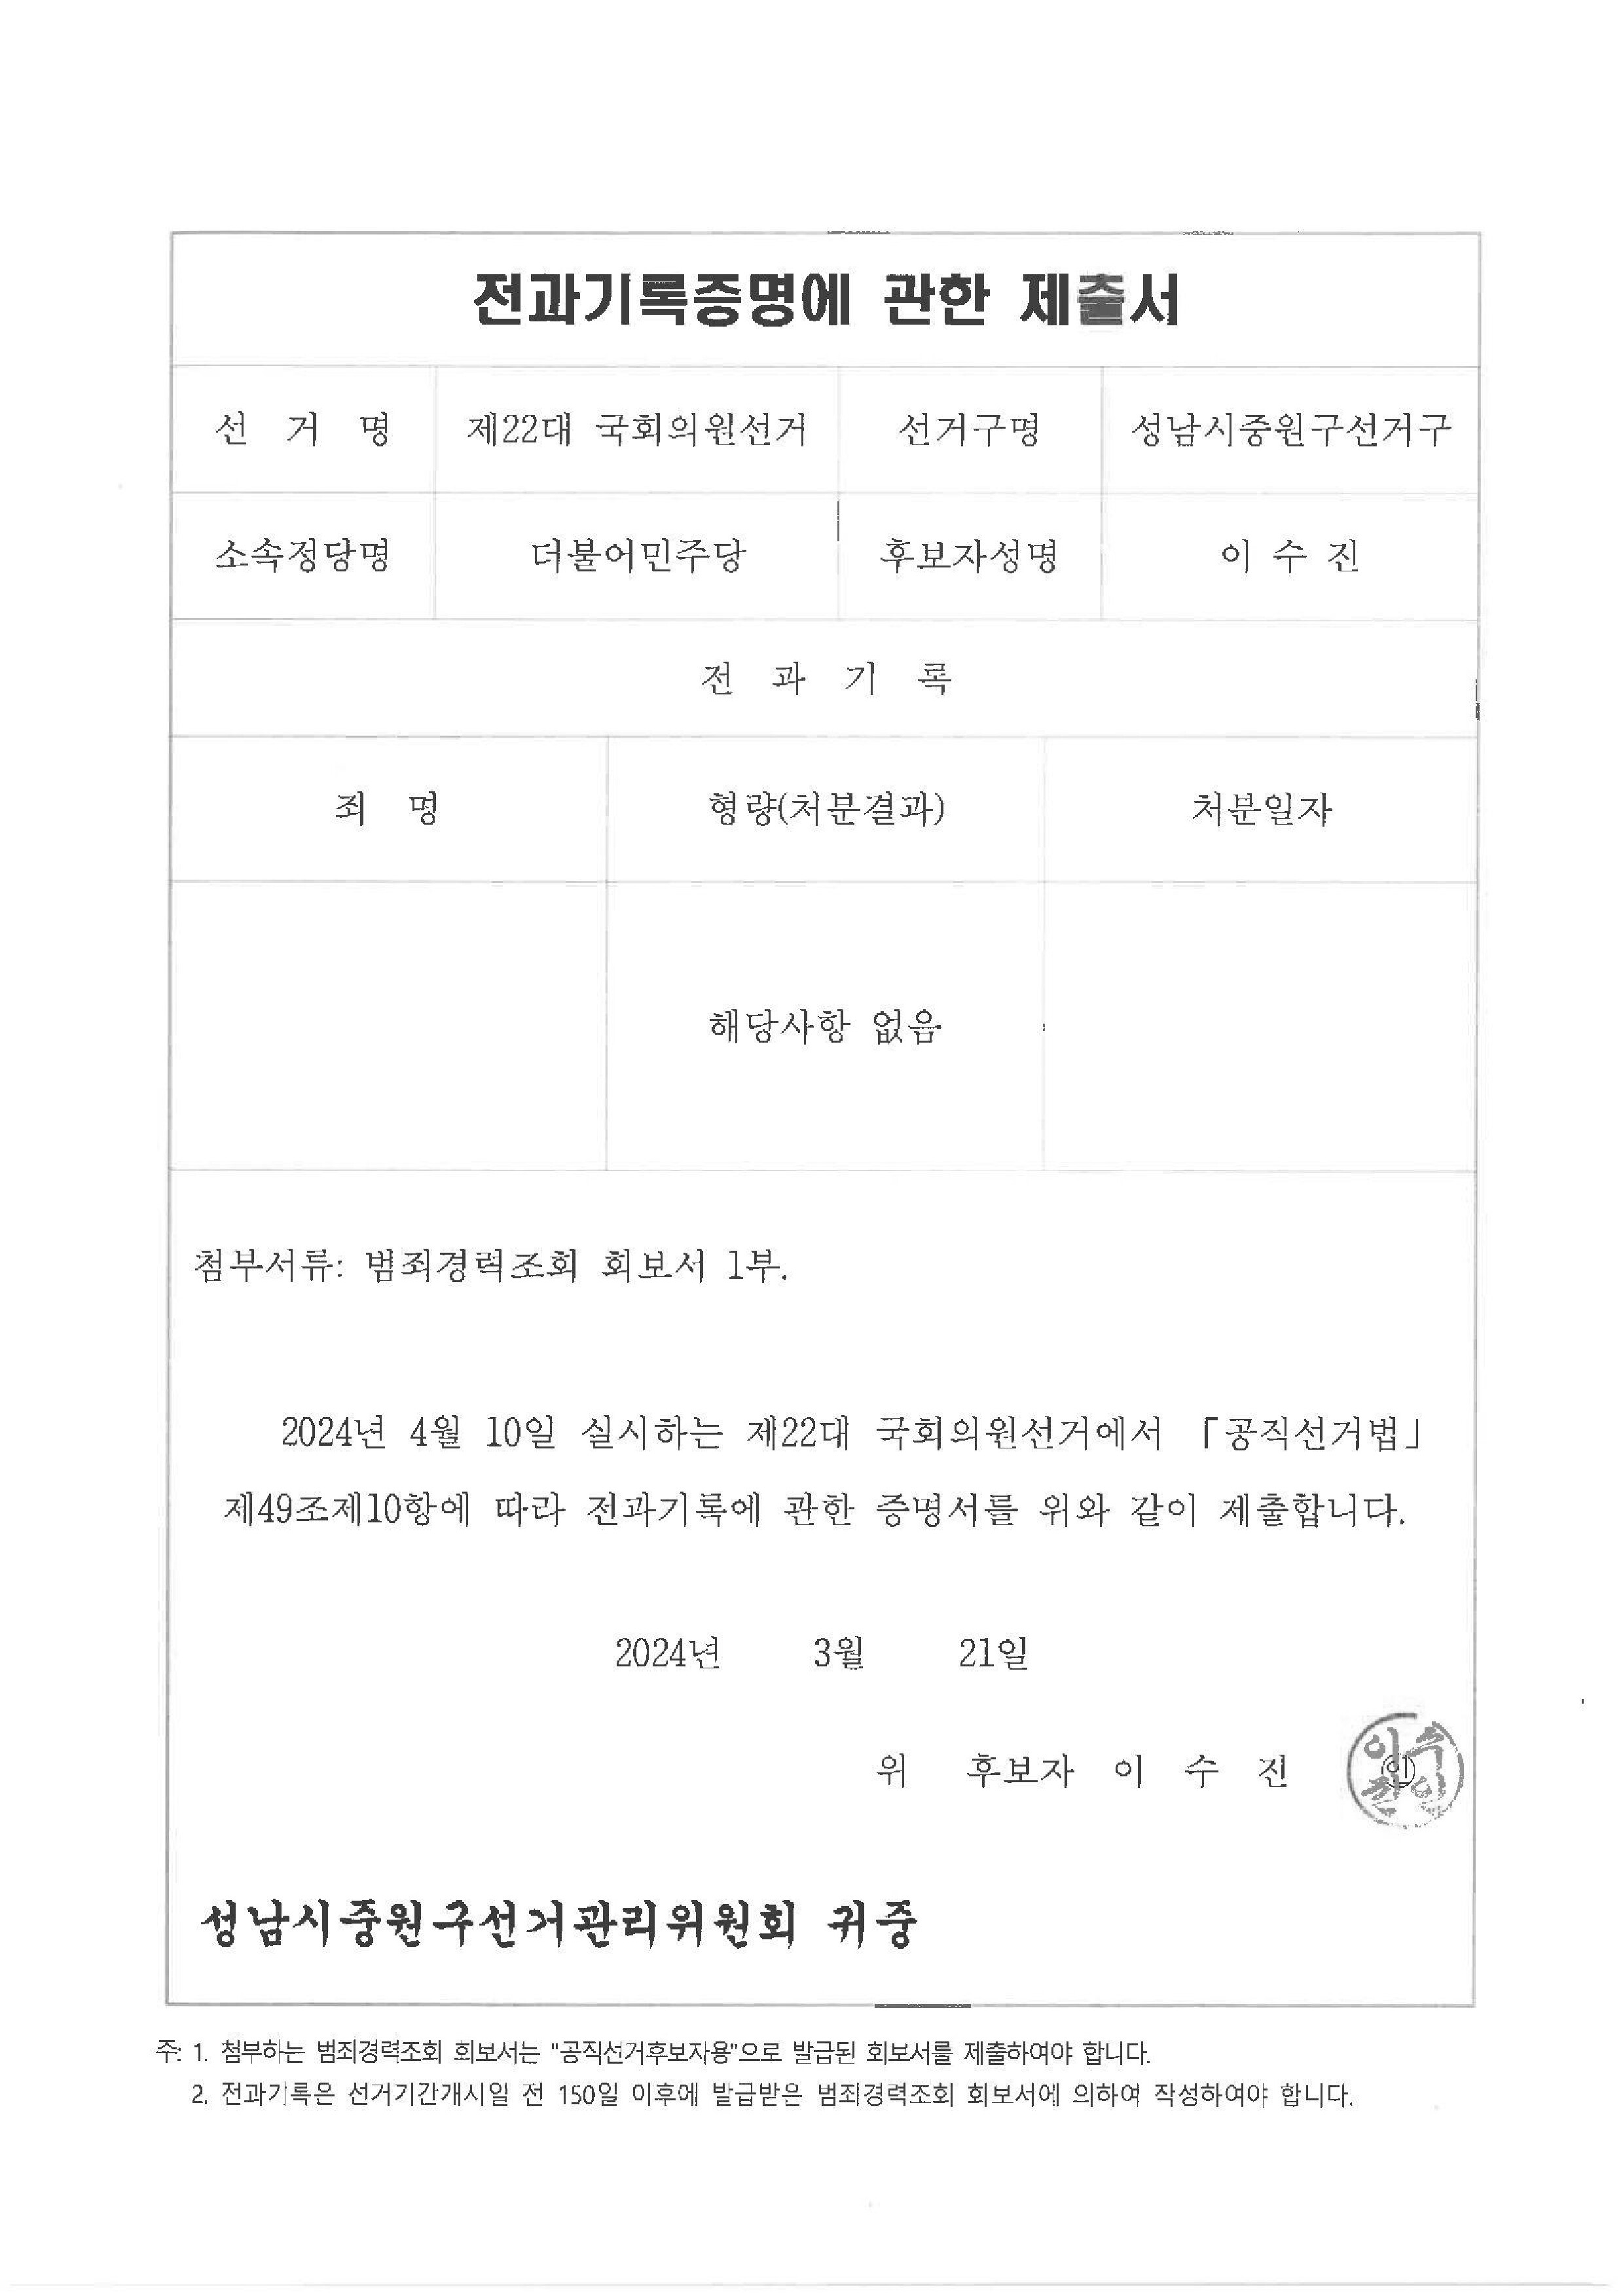 전과기록증명에 관한 제출서
선 거 명 제22대 국회의원선거 선거구명 성남시중원구선거구
소속정당명 더불어민주당 후보자성명 이 수 진
전 과 기 록
죄 명 형량(처분결과) 처분일자
해당사항 없음
첨부서류: 범죄경력조회 회보서 1부.
2024년 4월 10일 실시하는 제22대 국회의원선거에서 「공직선거법」
제49조제10항에 따라 전과기록에 관한 증명서를 위와 같이 제출합니다.
2024년 3월 21일
위 후보자 이 수 진 ㊞
이수
진인
성남시중원구선거관리위원회 귀중
주: 1. 첨부하는 범죄경력조회 회보서는 "공직선거후보자용"으로 발급된 회보서를 제출하여야 합니다.
2. 전과기록은 선거기간개시일 전 150일 이후에 발급받은 범죄경력조회 회보서에 의하여 작성하여야 합니다.